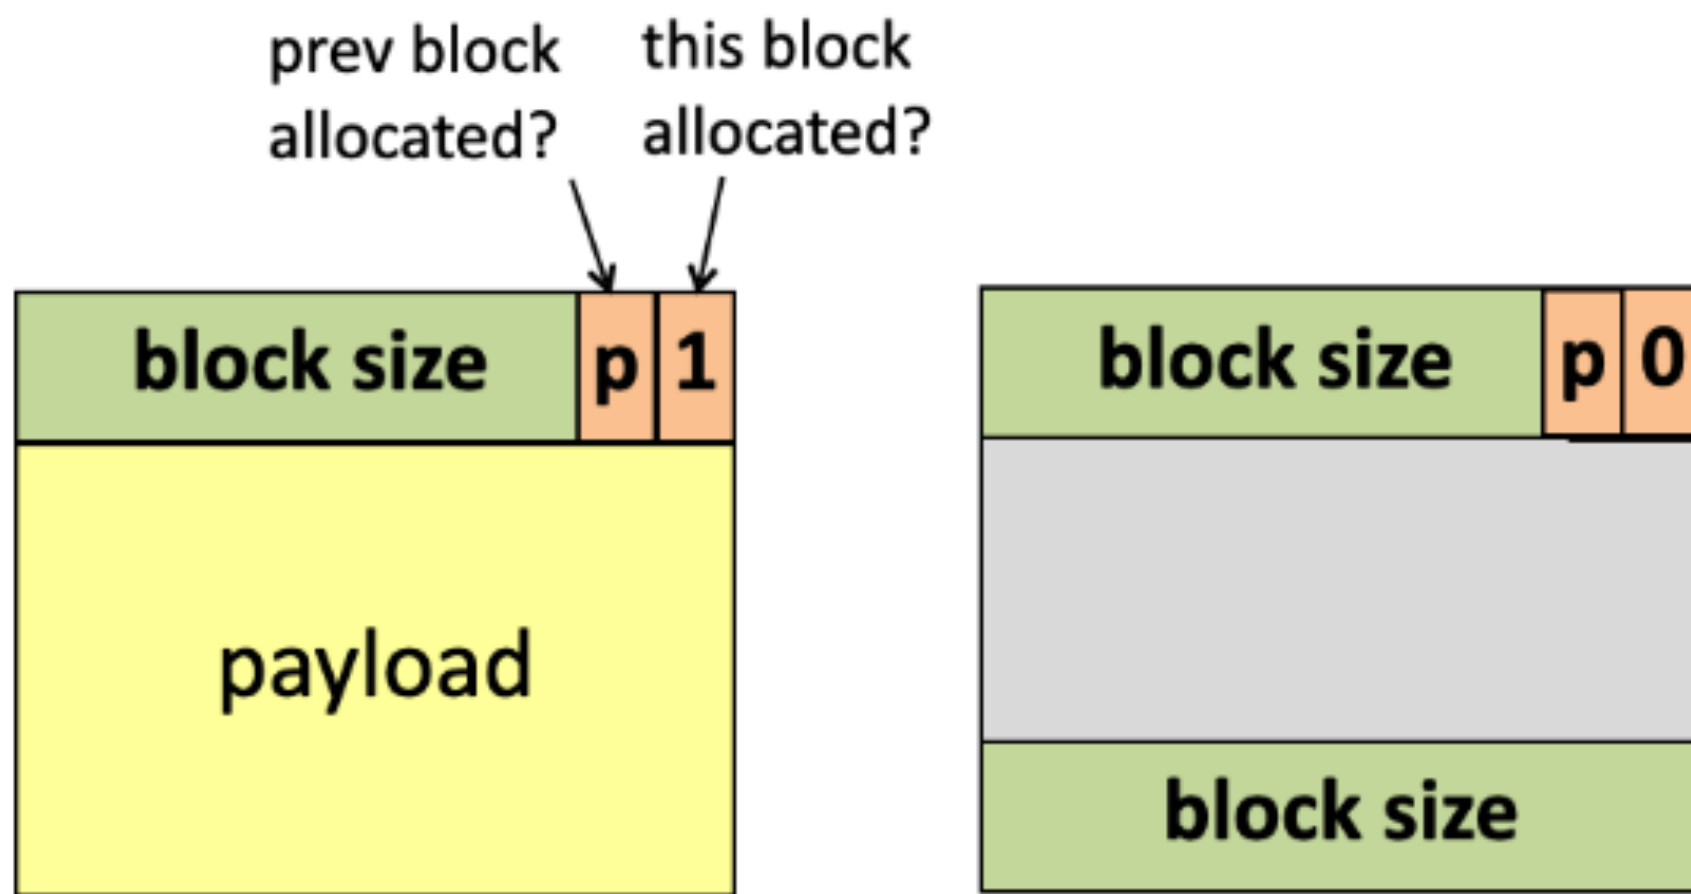 prev block
allocated?
this block
allocated?
block size p 1
payload
block size p 0
block size